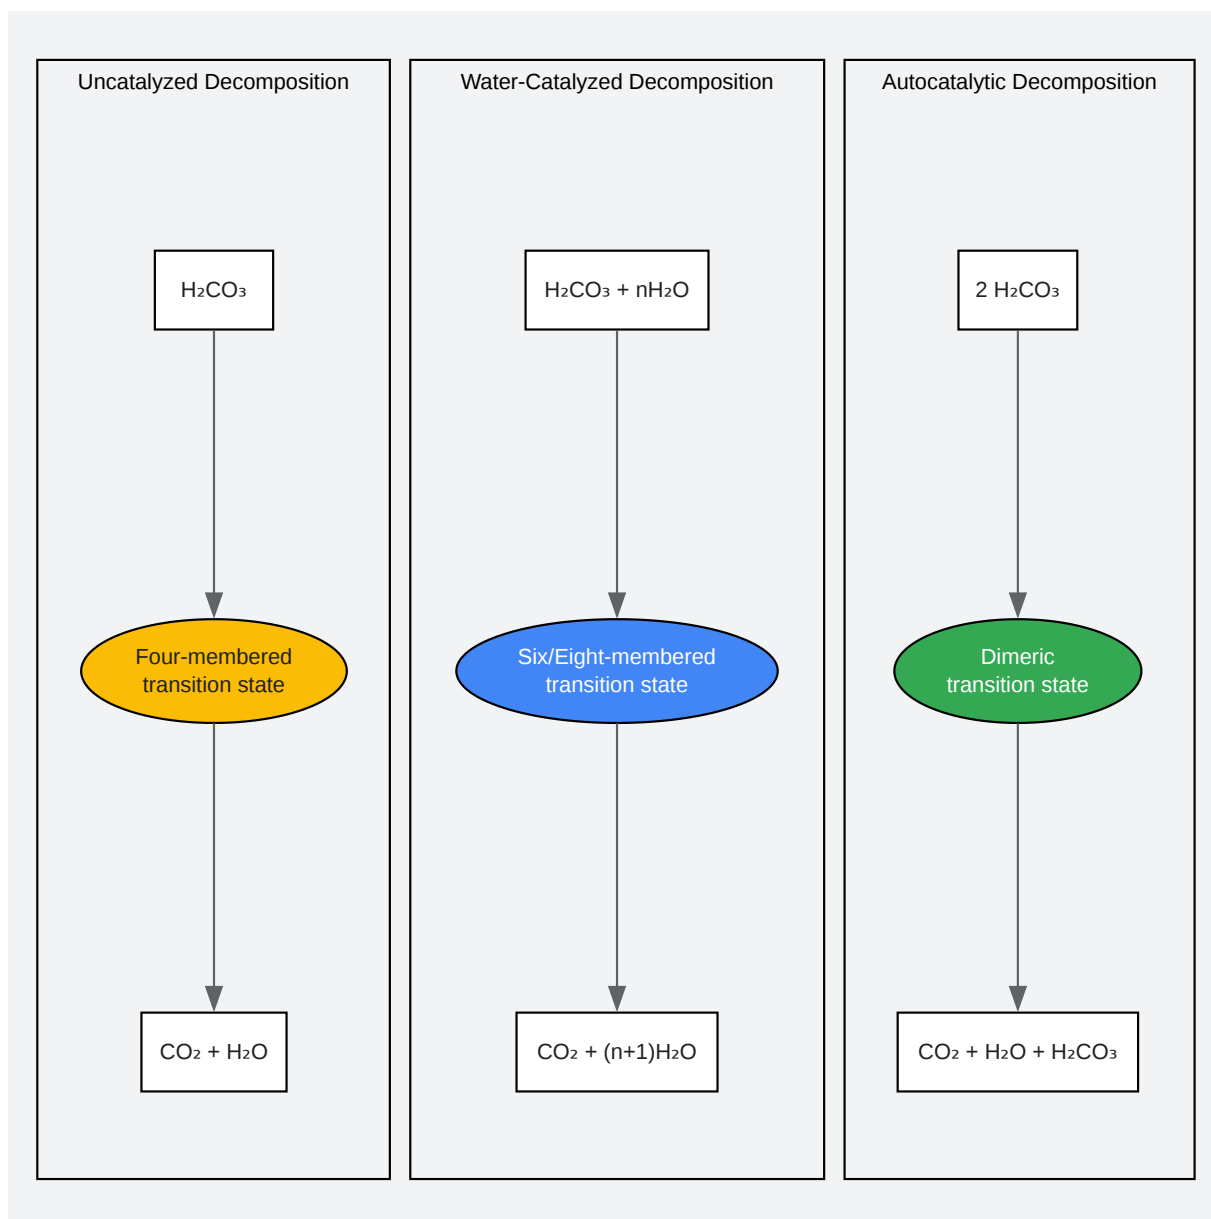 Uncatalyzed Decomposition
H₂CO₃
Four-membered
transition state
CO₂ + H₂O
Water-Catalyzed Decomposition
H₂CO₃ + nH₂O
Six/Eight-membered
transition state
CO₂ + (n+1)H₂O
Autocatalytic Decomposition
2 H₂CO₃
Dimeric
transition state
CO₂ + H₂O + H₂CO₃